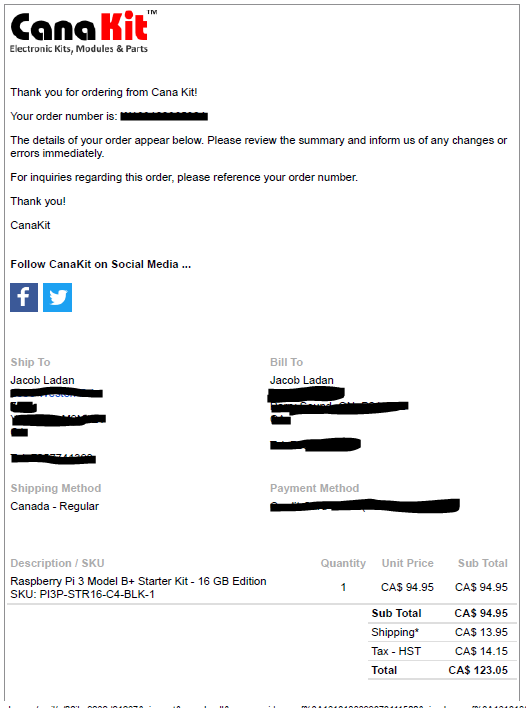 CanaKit™
Electronic Kits, Modules & Parts
Thank you for ordering from Cana Kit!
Your order number is:
The details of your order appear below. Please review the summary and inform us of any changes or
errors immediately.
For inquiries regarding this order, please reference your order number.
Thank you!
CanaKit
Follow CanaKit on Social Media ...
Ship To
Jacob Ladan
Bill To
Jacob Ladan
Shipping Method
Canada - Regular
Payment Method
Description / SKU Quantity Unit Price Sub Total
Raspberry Pi 3 Model B+ Starter Kit - 16 GB Edition
SKU: PI3P-STR16-C4-BLK-1
1 CA$ 94.95 CA$ 94.95
Sub Total CA$ 94.95
Shipping* CA$ 13.95
Tax - HST CA$ 14.15
Total CA$ 123.05